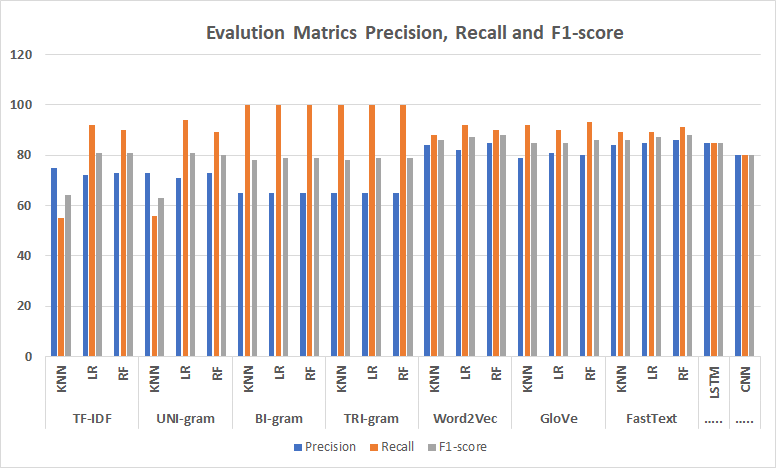 Evalution Matrics Precision, Recall and F1-score
120
100
80
60
40
20
0
KNN LR RF KNN LR RF KNN LR RF KNN LR RF KNN LR RF KNN LR RF KNN LR RF LSTM CNN
TF-IDF UNI-gram BI-gram TRI-gram Word2Vec GloVe FastText ..... .....
Precision Recall F1-score